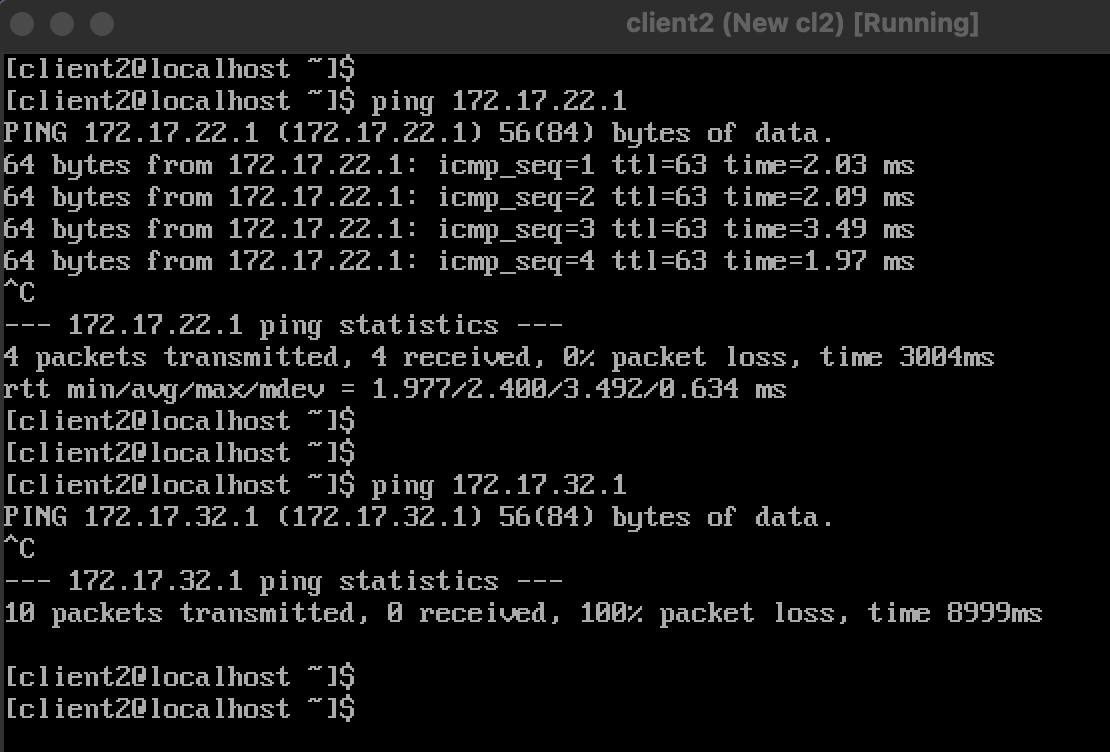 client2 (New cl2) [Running]
[client2@localhost ~]$
[client2@localhost ~]$ ping 172.17.22.1
PING 172.17.22.1 (172.17.22.1) 56(84) bytes of data.
64 bytes from 172.17.22.1: icmp_seq=1 ttl=63 time=2.03 ms
64 bytes from 172.17.22.1: icmp_seq=2 ttl=63 time=2.09 ms
64 bytes from 172.17.22.1: icmp_seq=3 ttl=63 time=3.49 ms
64 bytes from 172.17.22.1: icmp_seq=4 ttl=63 time=1.97 ms
^C
--- 172.17.22.1 ping statistics ---
4 packets transmitted, 4 received, 0% packet loss, time 3004ms
rtt min/avg/max/mdev = 1.977/2.400/3.492/0.634 ms
[client2@localhost ~]$
[client2@localhost ~]$
[client2@localhost ~]$ ping 172.17.32.1
PING 172.17.32.1 (172.17.32.1) 56(84) bytes of data.
^C
--- 172.17.32.1 ping statistics ---
10 packets transmitted, 0 received, 100% packet loss, time 8999ms
[client2@localhost ~]$
[client2@localhost ~]$